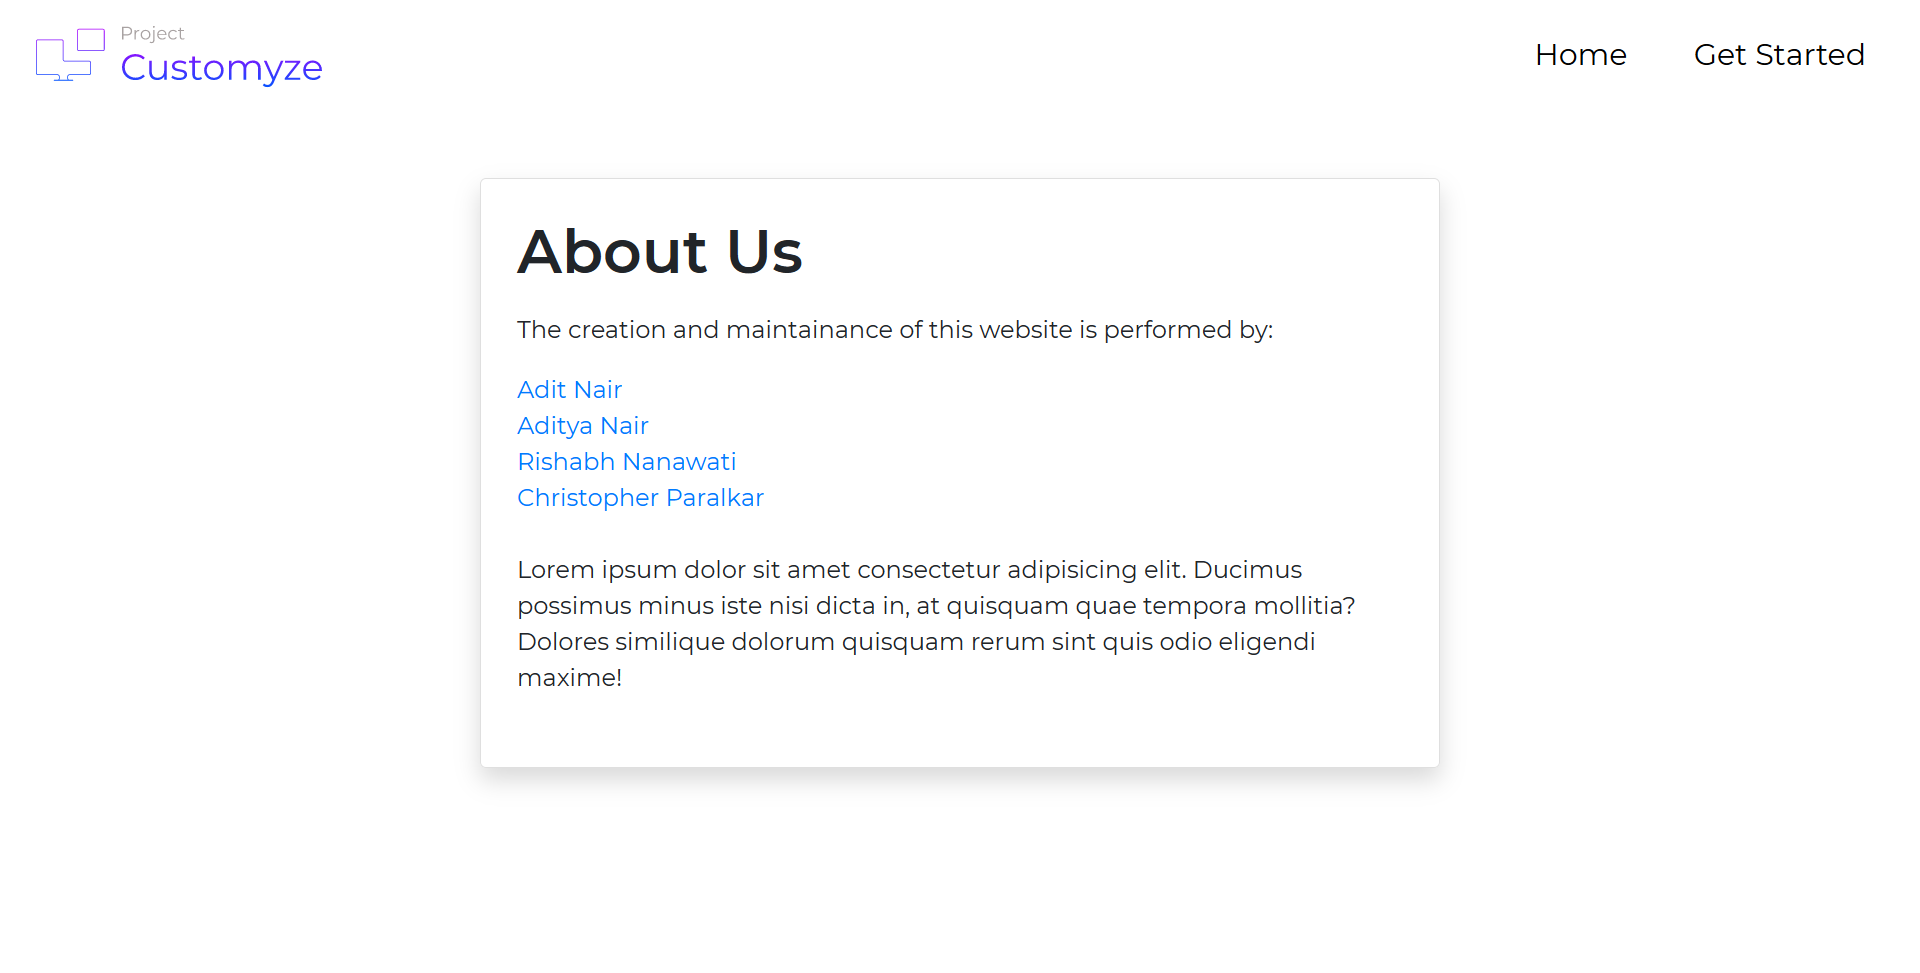 Project
Customyze
Home
Get Started
About Us
The creation and maintainance of this website is performed by:
Adit Nair
Aditya Nair
Rishabh Nanawati
Christopher Paralkar
Lorem ipsum dolor sit amet consectetur adipisicing elit. Ducimus
possimus minus iste nisi dicta in, at quisquam quae tempora mollitia?
Dolores similique dolorum quisquam rerum sint quis odio eligendi
maxime!